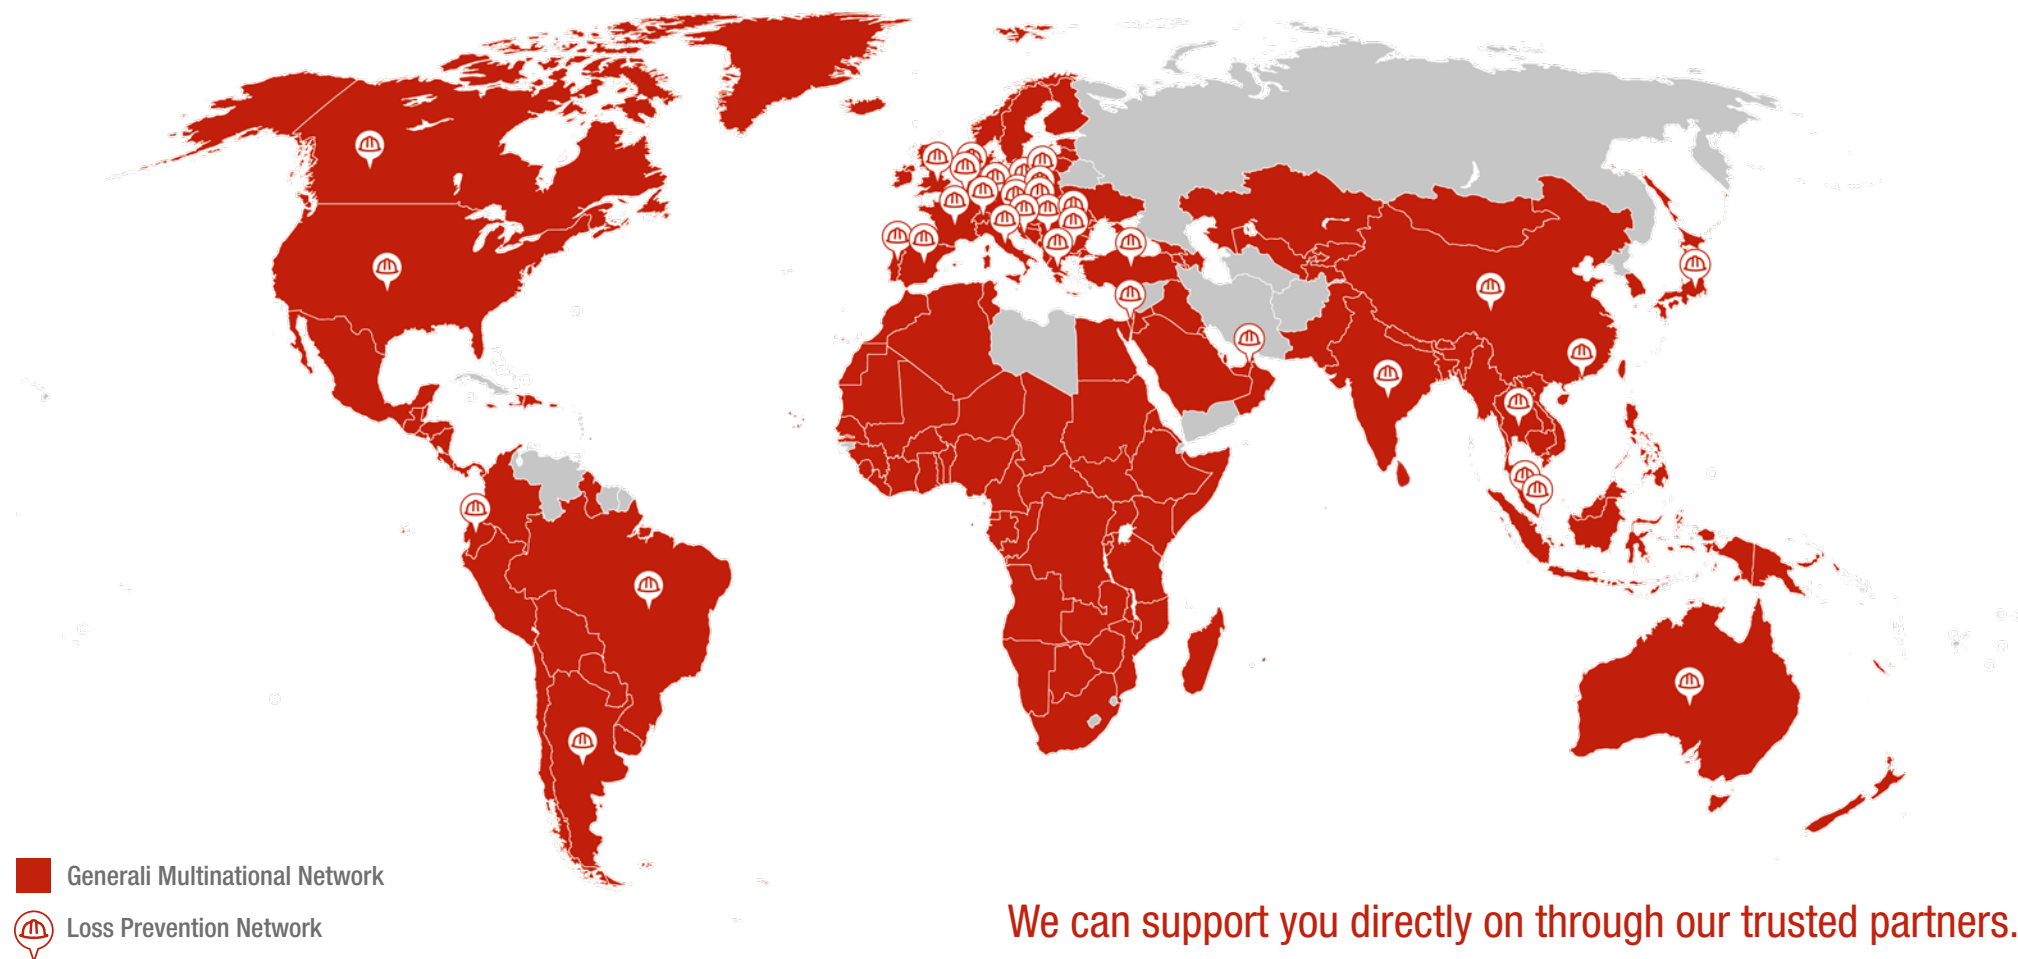 Generali Multinational Network
Loss Prevention Network
We can support you directly on through our trusted partners.